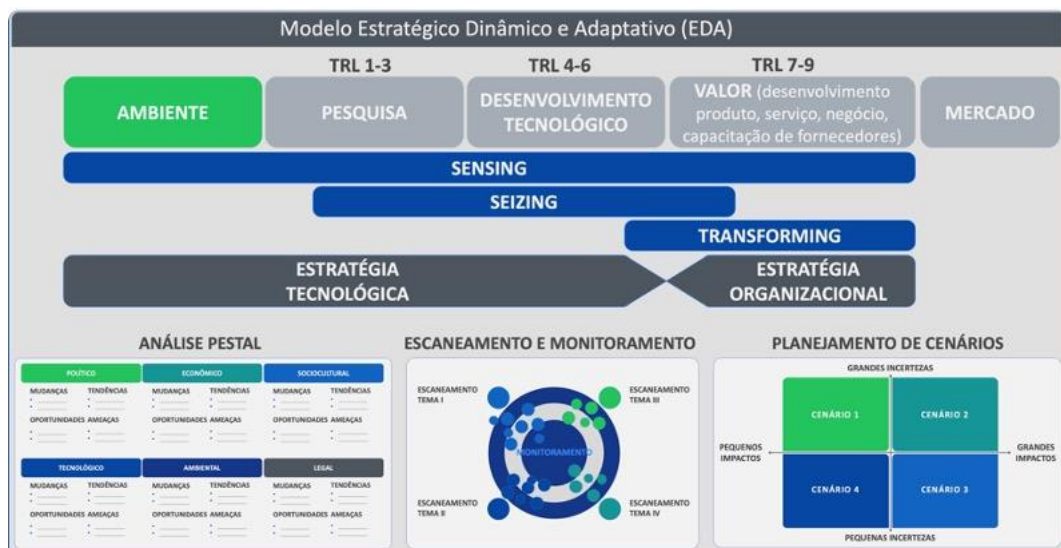 Modelo Estratégico Dinâmico e Adaptativo (EDA)
TRL 1-3
TRL 4-6
TRL 7-9
AMBIENTE
PESQUISA
DESENVOLVIMENTO
TECNOLÓGICO
VALOR (desenvolvimento
produto, serviço, negócio,
capacitação de fornecedores)
MERCADO
SENSING
SEIZING
TRANSFORMING
ESTRATÉGIA
TECNOLÓGICA
ESTRATÉGIA
ORGANIZACIONAL
ANÁLISE PESTAL
POLÍTICO
ECONÔMICO
SOCIOCULTURAL
MUDANÇAS TENDÊNCIAS
MUDANÇAS TENDÊNCIAS
MUDANÇAS TENDÊNCIAS
OPORTUNIDADES AMEAÇAS
OPORTUNIDADES AMEAÇAS
OPORTUNIDADES AMEAÇAS
TECNOLÓGICO
AMBIENTAL
LEGAL
MUDANÇAS TENDÊNCIAS
MUDANÇAS TENDÊNCIAS
MUDANÇAS TENDÊNCIAS
OPORTUNIDADES AMEAÇAS
OPORTUNIDADES AMEAÇAS
OPORTUNIDADES AMEAÇAS
ESCANEAMENTO E MONITORAMENTO
ESCANEAMENTO
TEMA I
ESCANEAMENTO
TEMA III
MONITORAMENTO
ESCANEAMENTO
TEMA II
ESCANEAMENTO
TEMA IV
PLANEJAMENTO DE CENÁRIOS
GRANDES INCERTEZAS
CENÁRIO 1
CENÁRIO 2
PEQUENOS
IMPACTOS
GRANDES
IMPACTOS
CENÁRIO 4
CENÁRIO 3
PEQUENAS INCERTEZAS